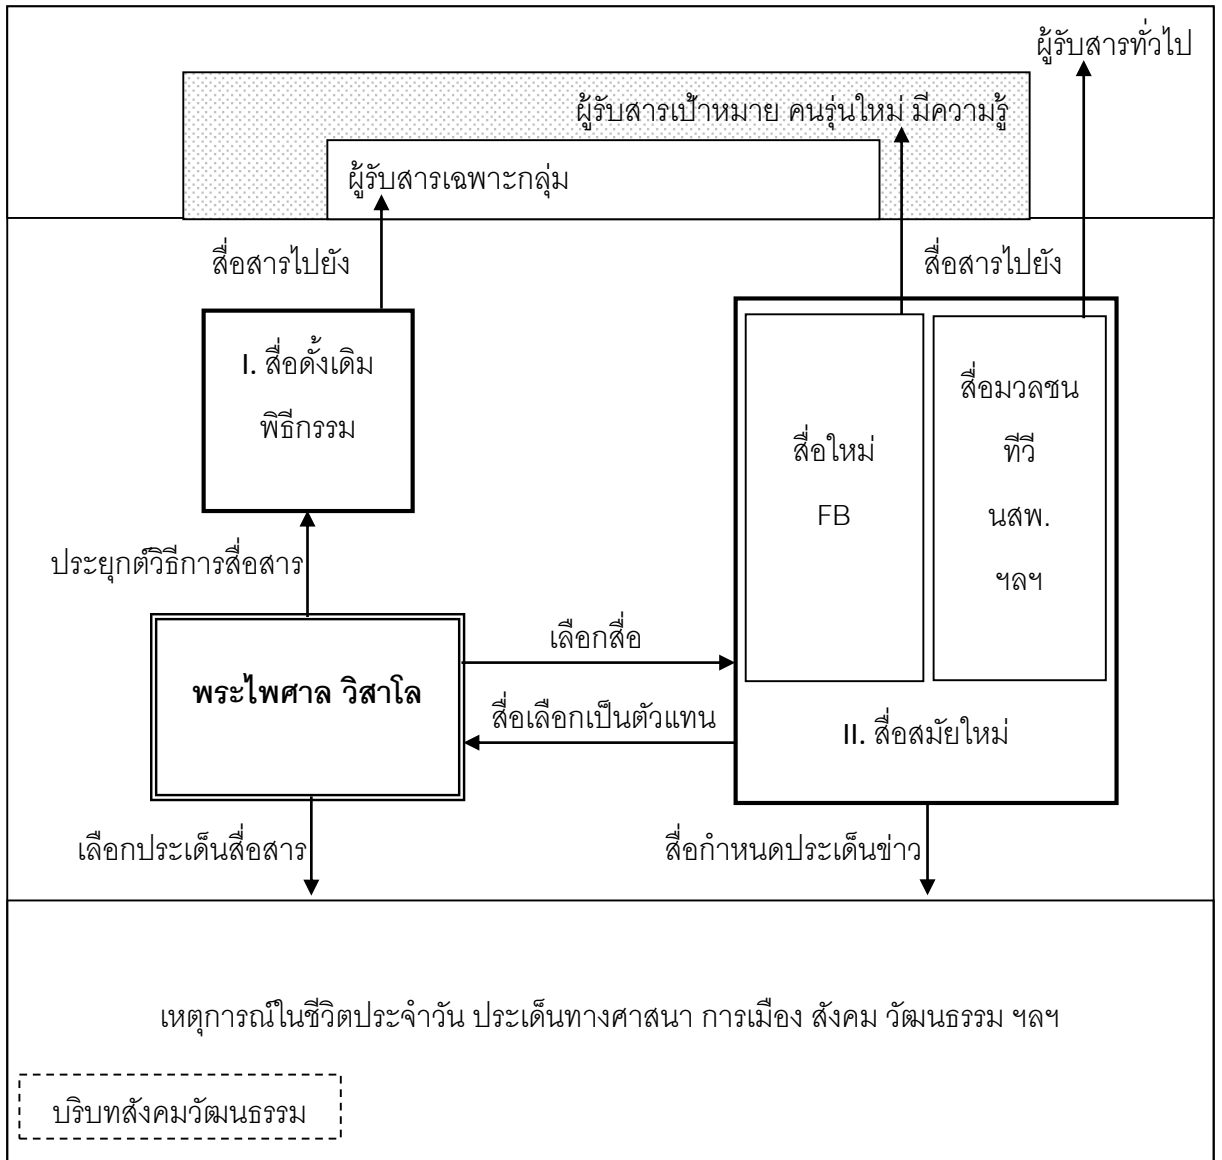 ผู้รับสารทั่วไป
ผู้รับสารเป้าหมาย คนรุ่นใหม่ มีความรู้
ผู้รับสารเฉพาะกลุ่ม
สื่อสารไปยัง
สื่อสารไปยัง
I. สื่อดั้งเดิม
พิธีกรรม
สื่อใหม่
FB
สื่อมวลชน
ทีวี
นสพ.
ฯลฯ
ประยุกต์วิธีการสื่อสาร
เลือกสื่อ
พระไพศาล วิสาโล
สื่อเลือกเป็นตัวแทน
II. สื่อสมัยใหม่
เลือกประเด็นสื่อสาร
สื่อกำหนดประเด็นข่าว
เหตุการณ์ในชีวิตประจำวัน ประเด็นทางศาสนา การเมือง สังคม วัฒนธรรม ฯลฯ
บริบทสังคมวัฒนธรรม